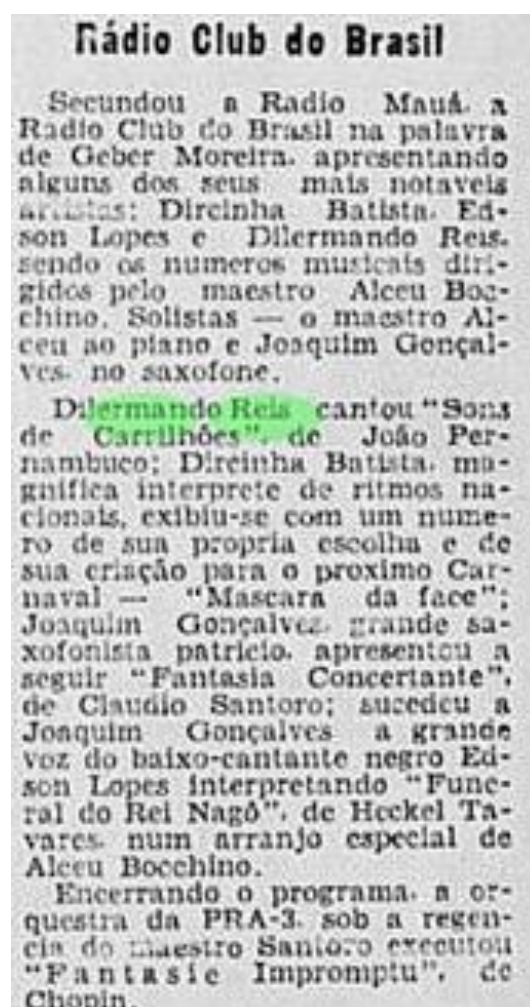 Rádio Club do Brasil
Secundou a Radio Mauá, a
Radio Club do Brasil na palavra
de Geber Moreira, apresentando
alguns dos seus mais notaveis
artistas: Dircinha Batista, Ed-
son Lopes e Dilermando Reis,
sendo os numeros musicais diri-
gidos pelo maestro Alceu Boc-
chino. Solistas — o maestro Al-
ceu ao piano e Joaquim Gonçal-
ves, no saxofone.
Dilermando Reis cantou "Sons
de Carrilhões", de João Per-
nambuco; Dircinha Batista, ma-
gnifica interprete de ritmos na-
cionais, exibiu-se com um nume-
ro de sua propria escolha e de
sua criação para o proximo Car-
naval — "Mascara da face";
Joaquim Gonçalvez, grande sa-
xofonista patricio, apresentou a
seguir "Fantasia Concertante",
de Claudio Santoro; sucedeu a
Joaquim Gonçalves a grande
voz do baixo-cantante negro Ed-
son Lopes interpretando "Fune-
ral do Rei Nagô", de Heckel Ta-
vares, num arranjo especial de
Alceu Bocchino.
Encerrando o programa, a or-
questra da PRA-3, sob a regen-
cia do maestro Santoro executou
"Fantasie Impromptu", de
Chopin.